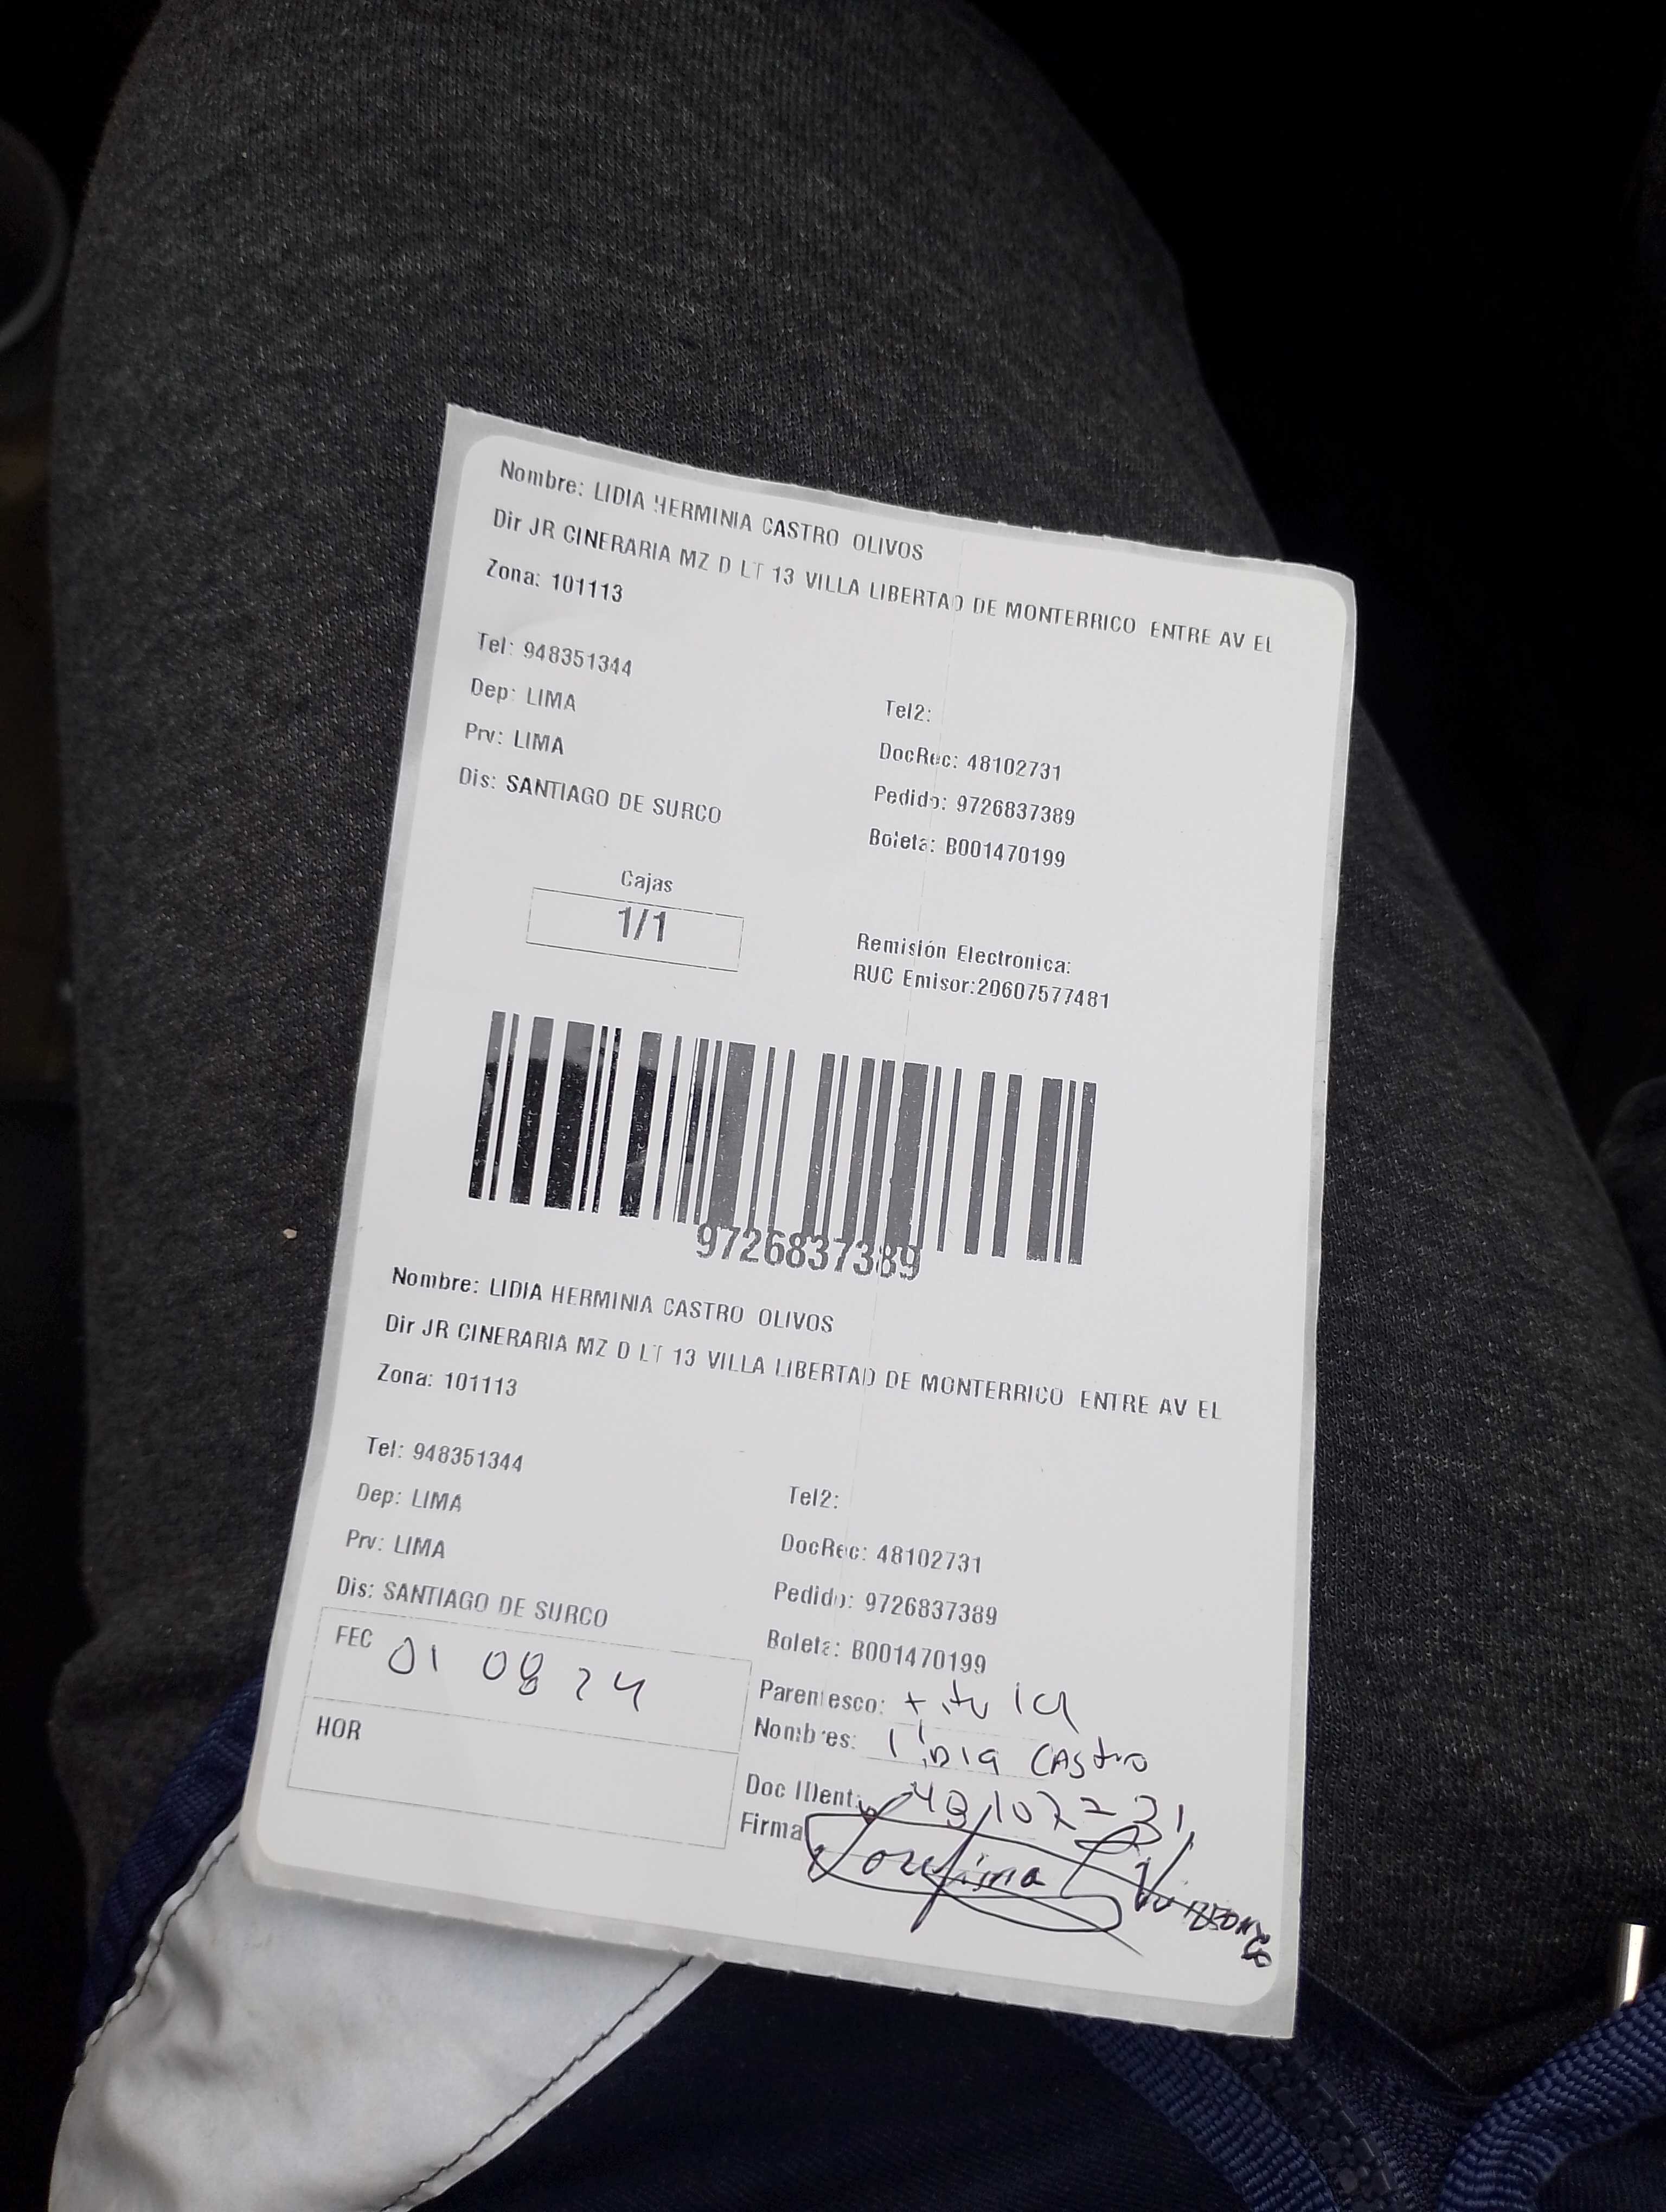 Nombre: LIDIA HERMINIA CASTRO OLIVOS
Dir JR CINERARIA MZ D LT 13 VILLA LIBERTAD DE MONTERRICO ENTRE AV EL
Zona: 101113
Tel: 948351344
Tel2:
Dep: LIMA
DocRec: 48102731
Prv: LIMA
Pedido: 9726837389
Dis: SANTIAGO DE SURCO
Boleta: B001470199
Cajas
1/1
Remisión Electrónica:
RUC Emisor:20607577481
9726837389
Nombre: LIDIA HERMINIA CASTRO OLIVOS
Dir JR CINERARIA MZ D LT 13 VILLA LIBERTAD DE MONTERRICO ENTRE AV EL
Zona: 101113
Tel: 948351344
Tel2:
Dep: LIMA
DocRec: 48102731
Prv: LIMA
Pedido: 9726837389
Dis: SANTIAGO DE SURCO
Boleta: B001470199
FEC 01 08 24
Parentesco: titular
Nombres: Lidia Castro
HOR
Doc IDent:
Firma
Josefina